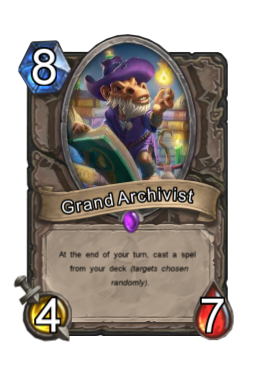 8
Grand Archivist
At the end of your turn, cast a spell
from your deck (targets chosen
randomly).
4
7